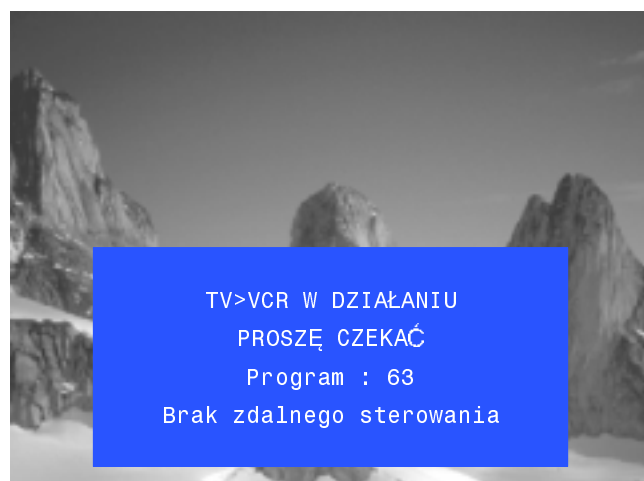 TV>VCR W DZIAŁANIU
PROSZĘ CZEKAĆ
Program : 63
Brak zdalnego sterowania